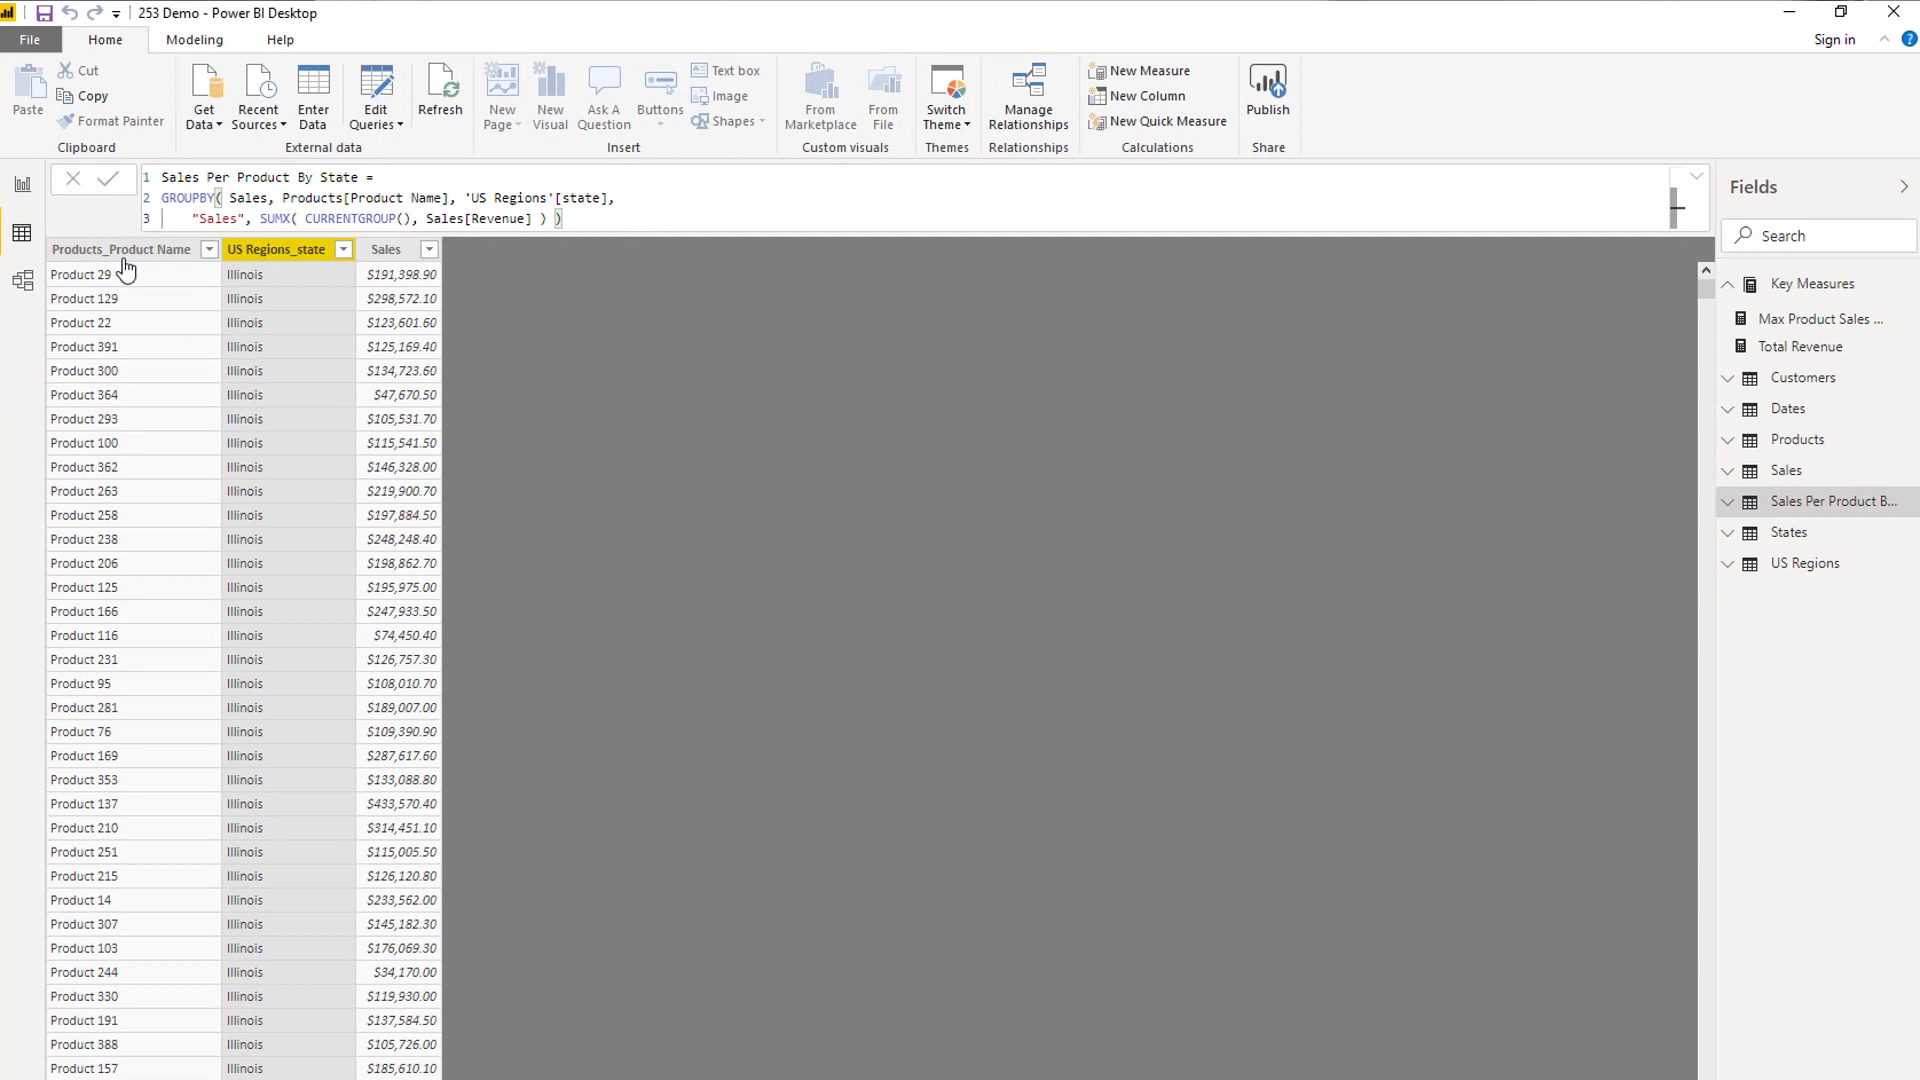 253 Demo - Power BI Desktop
File Home Modeling Help Sign in
Paste Cut Copy Format Painter Clipboard
Get Data Recent Sources Enter Data Edit Queries Refresh External data
New Page New Visual Ask A Question Buttons Text box Image Shapes Insert
From Marketplace From File Custom visuals
Switch Theme Themes
Manage Relationships Relationships
New Measure New Column New Quick Measure Calculations
Publish Share
1 Sales Per Product By State =
2 GROUPBY( Sales, Products[Product Name], 'US Regions'[state],
3 "Sales", SUMX( CURRENTGROUP(), Sales[Revenue] ) )
Products_Product Name US Regions_state Sales
Product 29 Illinois $191,398.90
Product 129 Illinois $298,572.10
Product 22 Illinois $123,601.60
Product 391 Illinois $125,169.40
Product 300 Illinois $134,723.60
Product 364 Illinois $47,670.50
Product 293 Illinois $105,531.70
Product 100 Illinois $115,541.50
Product 362 Illinois $146,328.00
Product 263 Illinois $219,900.70
Product 258 Illinois $197,884.50
Product 238 Illinois $248,248.40
Product 206 Illinois $198,862.70
Product 125 Illinois $195,975.00
Product 166 Illinois $247,933.50
Product 116 Illinois $74,450.40
Product 231 Illinois $126,757.30
Product 95 Illinois $108,010.70
Product 281 Illinois $189,007.00
Product 76 Illinois $109,390.90
Product 169 Illinois $287,617.60
Product 353 Illinois $133,088.80
Product 137 Illinois $433,570.40
Product 210 Illinois $314,451.10
Product 251 Illinois $115,005.50
Product 215 Illinois $126,120.80
Product 14 Illinois $233,562.00
Product 307 Illinois $145,182.30
Product 103 Illinois $176,069.30
Product 244 Illinois $34,170.00
Product 330 Illinois $119,930.00
Product 191 Illinois $137,584.50
Product 388 Illinois $105,726.00
Product 157 Illinois $185,610.10
Fields
Search
Key Measures
Max Product Sales ...
Total Revenue
Customers
Dates
Products
Sales
Sales Per Product B...
States
US Regions